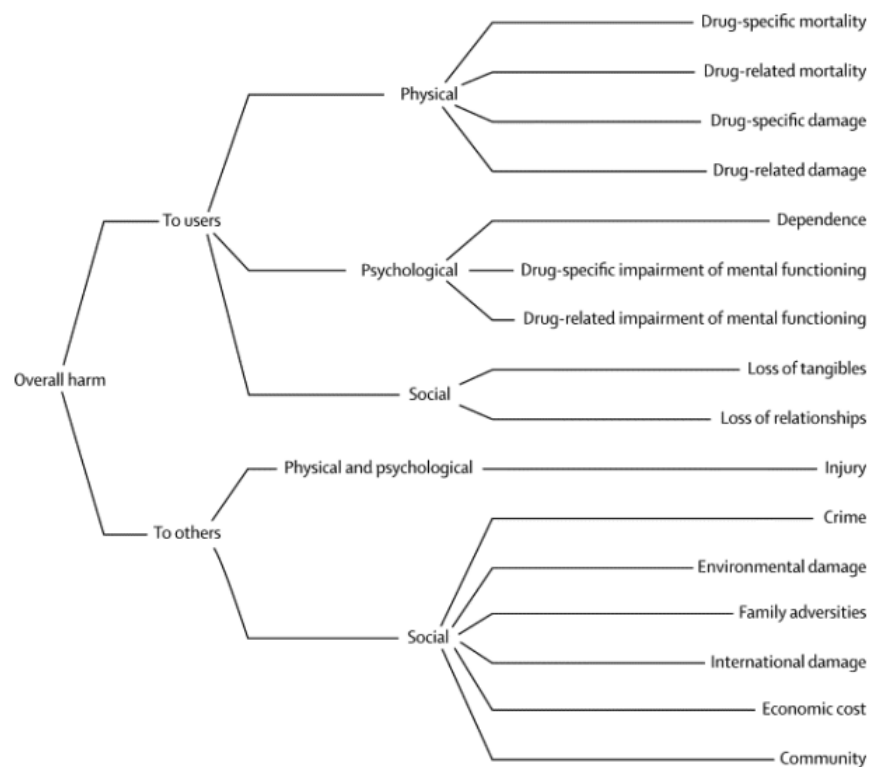 Drug-specific mortality
Drug-related mortality
Physical
Drug-specific damage
Drug-related damage
To users
Dependence
Psychological
Drug-specific impairment of mental functioning
Drug-related impairment of mental functioning
Overall harm
Loss of tangibles
Social
Loss of relationships
Physical and psychological
Injury
Crime
To others
Environmental damage
Family adversities
Social
International damage
Economic cost
Community